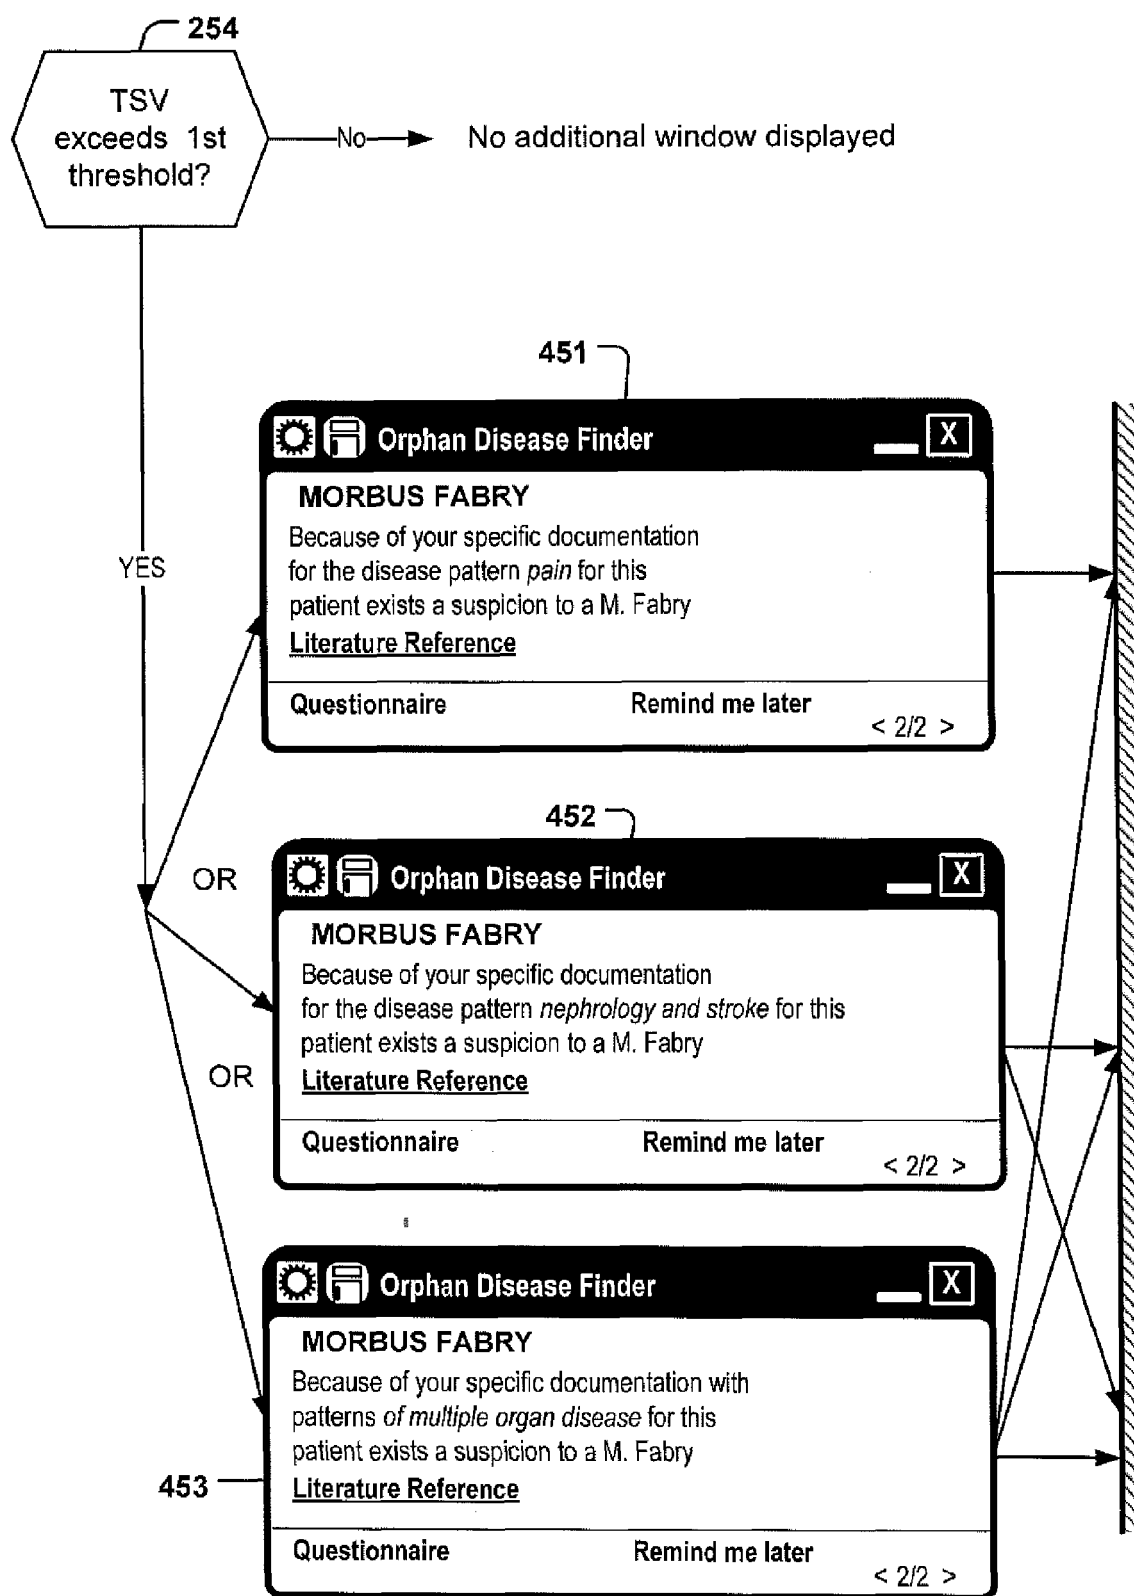 254
TSV
exceeds 1st
threshold?
No
No additional window displayed
YES
451
Orphan Disease Finder
X
MORBUS FABRY
Because of your specific documentation
for the disease pattern pain for this
patient exists a suspicion to a M. Fabry
Literature Reference
Questionnaire
Remind me later
< 2/2 >
OR
452
Orphan Disease Finder
X
MORBUS FABRY
Because of your specific documentation
for the disease pattern nephrology and stroke for this
patient exists a suspicion to a M. Fabry
Literature Reference
Questionnaire
Remind me later
< 2/2 >
OR
453
Orphan Disease Finder
X
MORBUS FABRY
Because of your specific documentation with
patterns of multiple organ disease for this
patient exists a suspicion to a M. Fabry
Literature Reference
Questionnaire
Remind me later
< 2/2 >